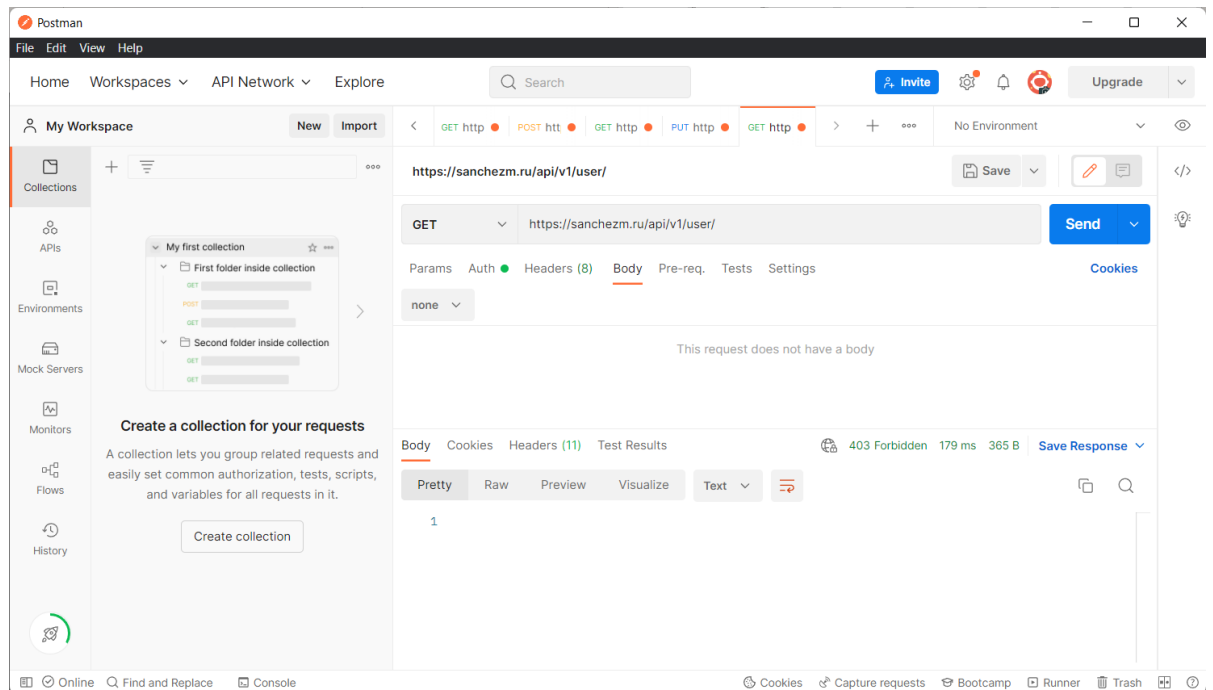 Postman
File Edit View Help
Home Workspaces API Network Explore Search Invite Upgrade
My Workspace New Import
GET http POST htt GET http PUT http GET http No Environment
Collections
APIs
Environments
Mock Servers
Monitors
Flows
History
My first collection
First folder inside collection
GET
POST
GET
Second folder inside collection
GET
GET
Create a collection for your requests
A collection lets you group related requests and
easily set common authorization, tests, scripts,
and variables for all requests in it.
Create collection
https://sanchezm.ru/api/v1/user/ Save
GET https://sanchezm.ru/api/v1/user/ Send
Params Auth Headers (8) Body Pre-req. Tests Settings Cookies
none
This request does not have a body
Body Cookies Headers (11) Test Results 403 Forbidden 179 ms 365 B Save Response
Pretty Raw Preview Visualize Text
1
Online Find and Replace Console Cookies Capture requests Bootcamp Runner Trash